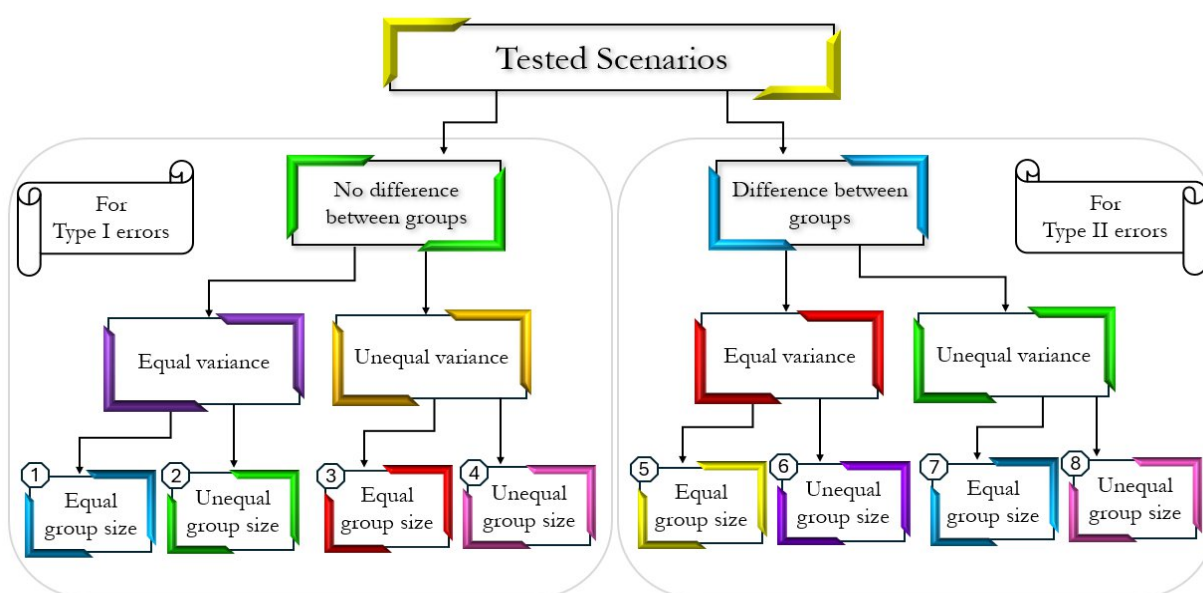 Tested Scenarios
For
Type I errors
No difference
between groups
Difference between
groups
For
Type II errors
Equal variance
Unequal variance
Equal variance
Unequal variance
1
Equal
group size
2
Unequal
group size
3
Equal
group size
4
Unequal
group size
5
Equal
group size
6
Unequal
group size
7
Equal
group size
8
Unequal
group size